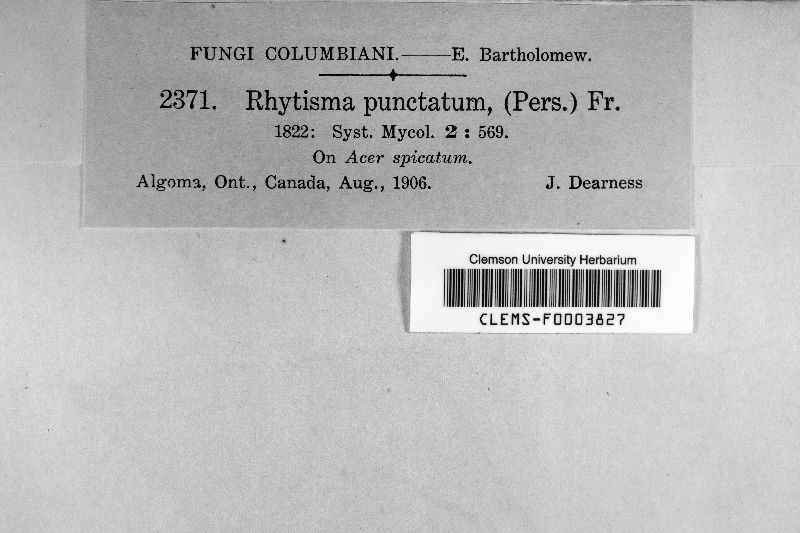 FUNGI COLUMBIANI.——E. Bartholomew.
2371. Rhytisma punctatum, (Pers.) Fr.
1822: Syst. Mycol. 2 : 569.
On Acer spicatum.
Algoma, Ont., Canada, Aug., 1906. J. Dearness
Clemson University Herbarium
CLEMS-F0003827